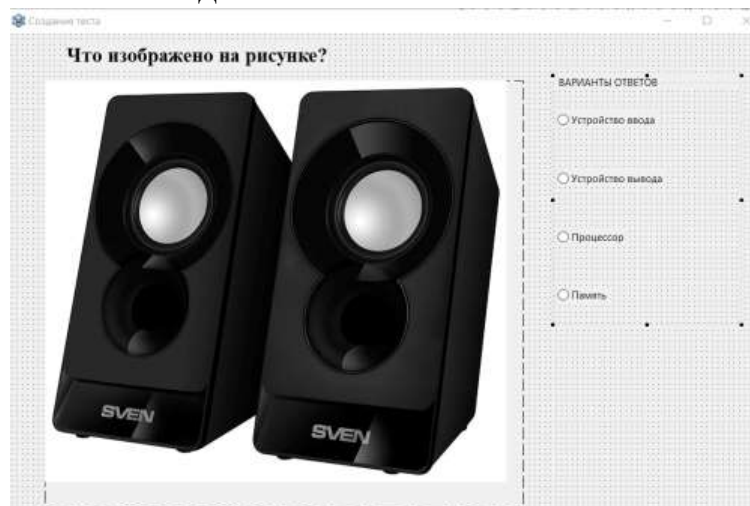 Создание теста
Что изображено на рисунке?
ВАРИАНТЫ ОТВЕТОВ
Устройство ввода
Устройство вывода
Процессор
Память
SVEN
SVEN